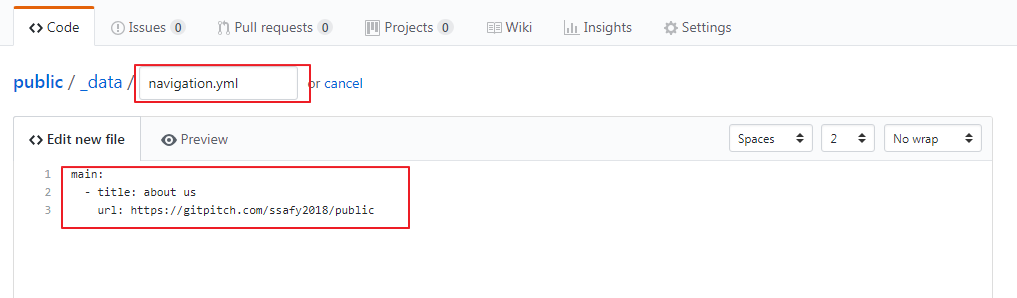 Code Issues 0 Pull requests 0 Projects 0 Wiki Insights Settings
public / _data / navigation.yml or cancel
Edit new file Preview Spaces 2 No wrap
1 main:
2 - title: about us
3 url: https://gitpitch.com/ssafy2018/public